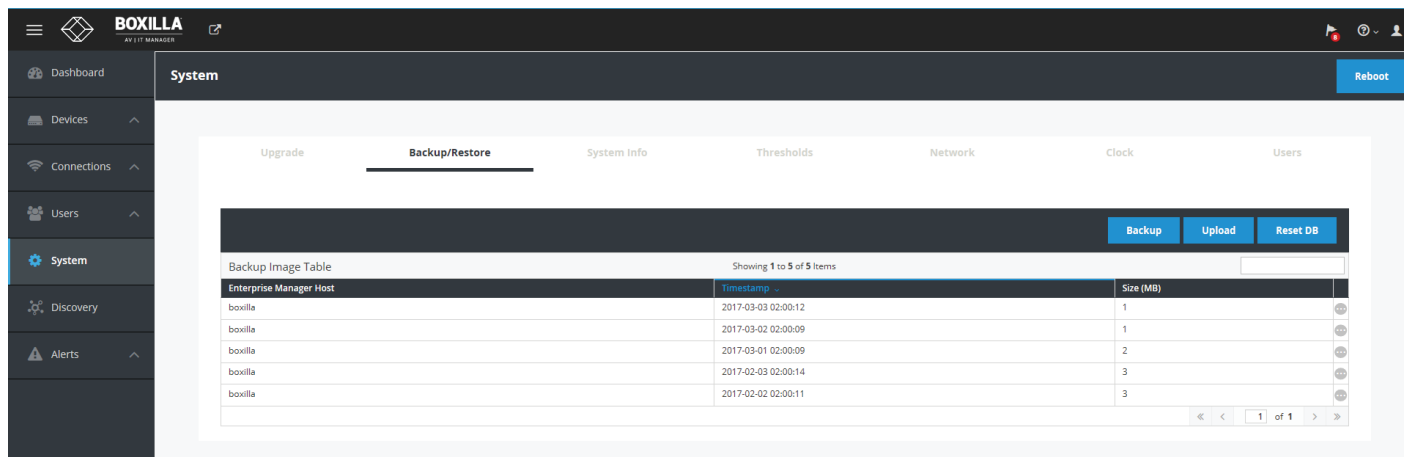 BOXILLA
AV | IT MANAGER
8
Dashboard
System
Reboot
Devices
Upgrade
Backup/Restore
System Info
Thresholds
Network
Clock
Users
Connections
Users
Backup
Upload
Reset DB
System
Backup Image Table
Showing 1 to 5 of 5 Items
Enterprise Manager Host
Timestamp
Size (MB)
boxilla
2017-03-03 02:00:12
1
Discovery
boxilla
2017-03-02 02:00:09
1
boxilla
2017-03-01 02:00:09
2
Alerts
boxilla
2017-02-03 02:00:14
3
boxilla
2017-02-02 02:00:11
3
« < 1 of 1 > »